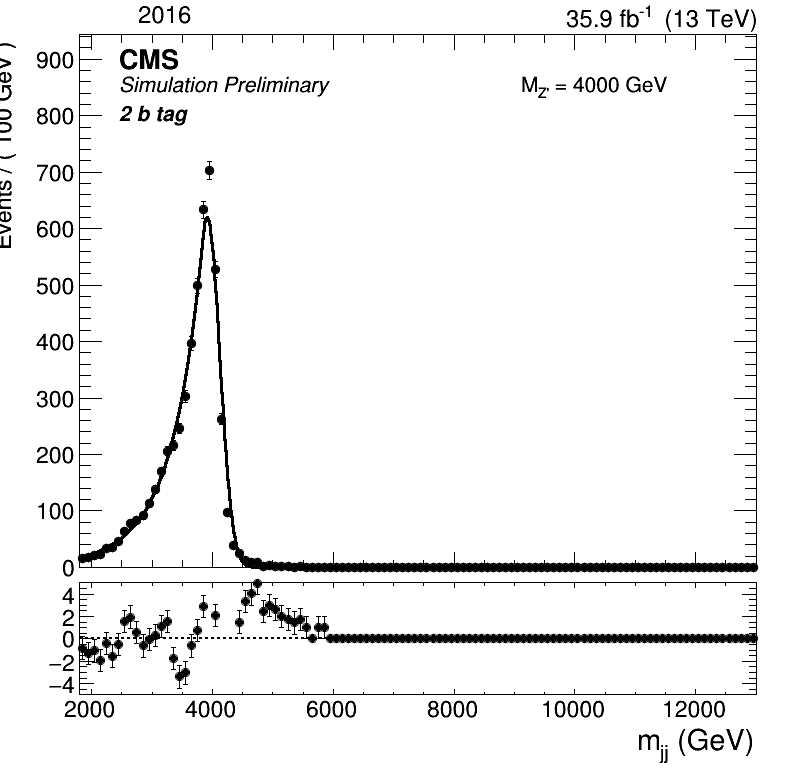 2016
35.9 fb⁻¹ (13 TeV)
CMS
Simulation Preliminary
2 b tag
M_Z' = 4000 GeV
Events / ( 100 GeV )
900
800
700
600
500
400
300
200
100
0
4
2
0
−2
−4
2000 4000 6000 8000 10000 12000
m_jj (GeV)